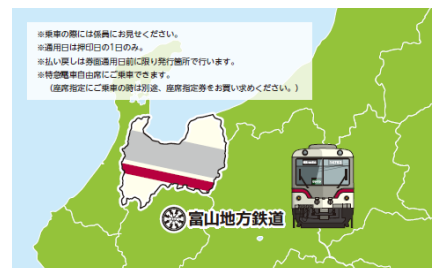 ※乗車の際には係員にお見せください。
※通用日は押印日の1日のみ。
※払い戻しは券面通用日前に限り発行箇所で行います。
※特急電車自由席にご乗車できます。
（座席指定にご乗車の時は別途、座席指定券をお買い求めください。）
富山地方鉄道